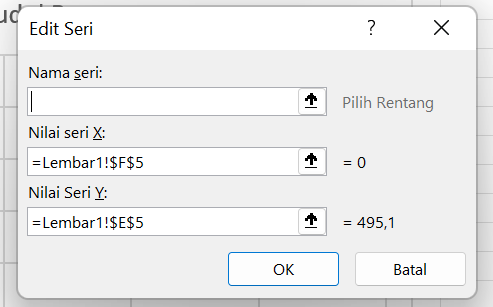 Edit Seri
Nama seri:
Pilih Rentang
Nilai seri X:
=Lembar1!$F$5 = 0
Nilai Seri Y:
=Lembar1!$E$5 = 495,1
OK Batal